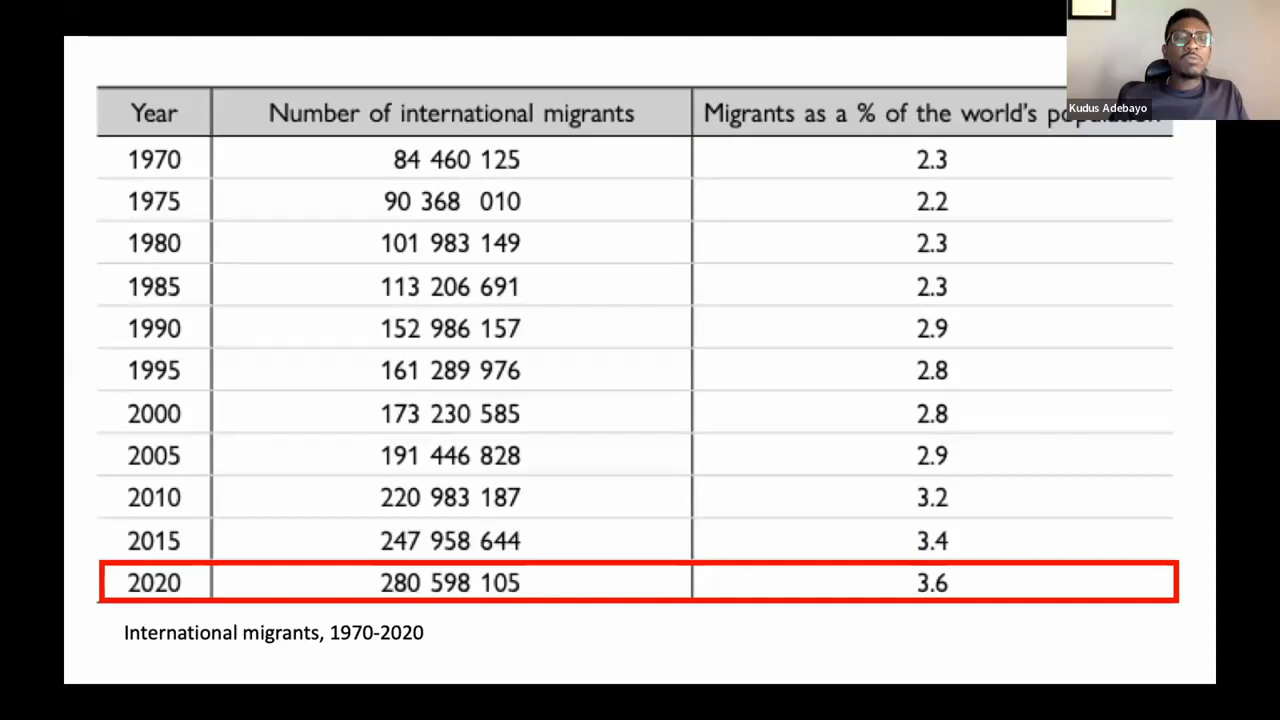 Year Number of international migrants Migrants as a % of the world's population
1970 84 460 125 2.3
1975 90 368 010 2.2
1980 101 983 149 2.3
1985 113 206 691 2.3
1990 152 986 157 2.9
1995 161 289 976 2.8
2000 173 230 585 2.8
2005 191 446 828 2.9
2010 220 983 187 3.2
2015 247 958 644 3.4
2020 280 598 105 3.6
International migrants, 1970-2020
Kudus Adebayo